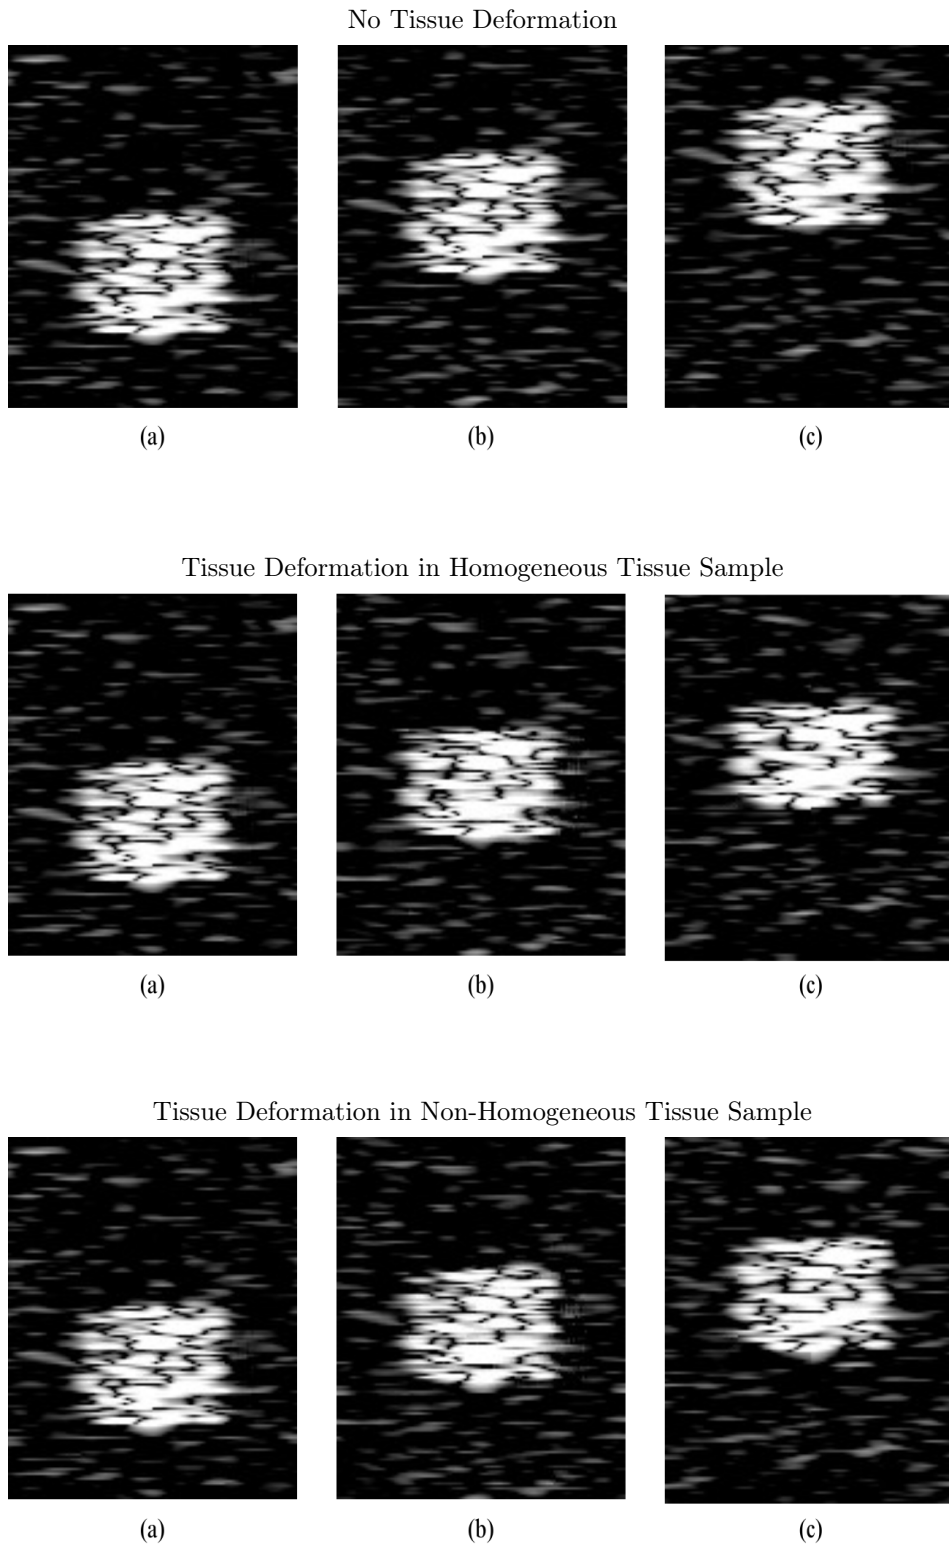 No Tissue Deformation
(a) (b) (c)
Tissue Deformation in Homogeneous Tissue Sample
(a) (b) (c)
Tissue Deformation in Non-Homogeneous Tissue Sample
(a) (b) (c)